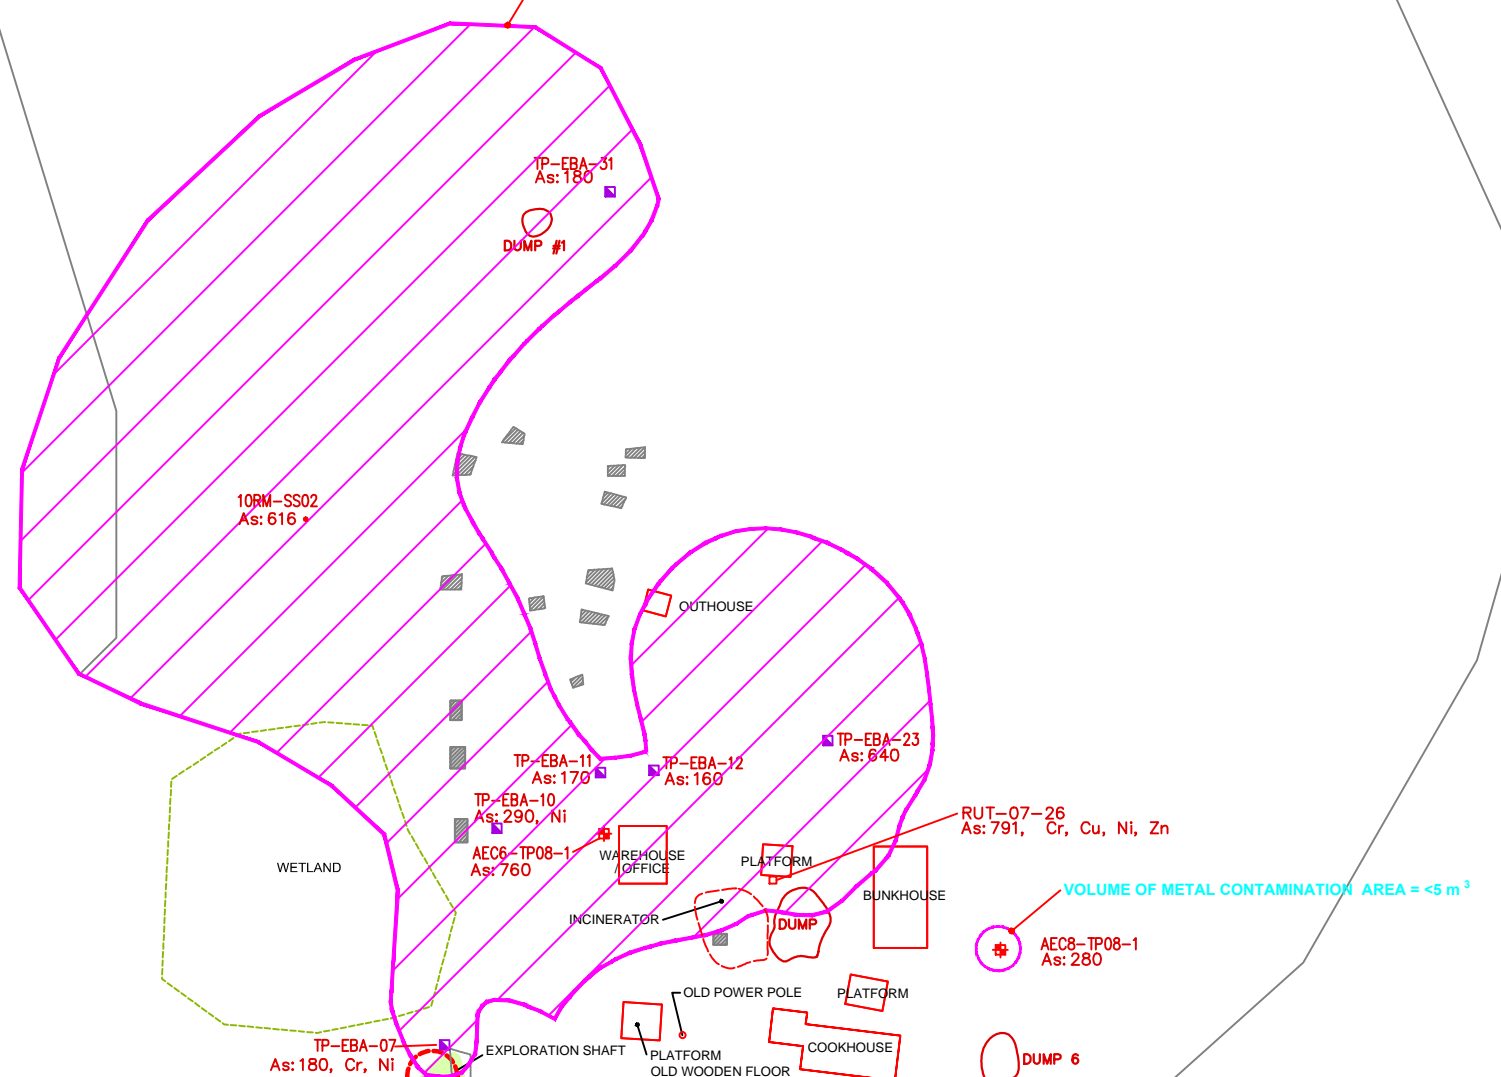 TP-EBA-31
As: 180
DUMP #1
10RM-SS02
As: 616
OUTHOUSE
TP-EBA-11
As: 170
TP-EBA-12
As: 160
TP-EBA-23
As: 640
TP-EBA-10
As: 290, Ni
AEC6-TP08-1
As: 760
WAREHOUSE
/OFFICE
PLATFORM
RUT-07-26
As: 791, Cr, Cu, Ni, Zn
WETLAND
BUNKHOUSE
VOLUME OF METAL CONTAMINATION AREA = <5 m³
INCINERATOR
DUMP
AEC8-TP08-1
As: 280
OLD POWER POLE
PLATFORM
TP-EBA-07
As: 180, Cr, Ni
EXPLORATION SHAFT
PLATFORM
OLD WOODEN FLOOR
COOKHOUSE
DUMP 6